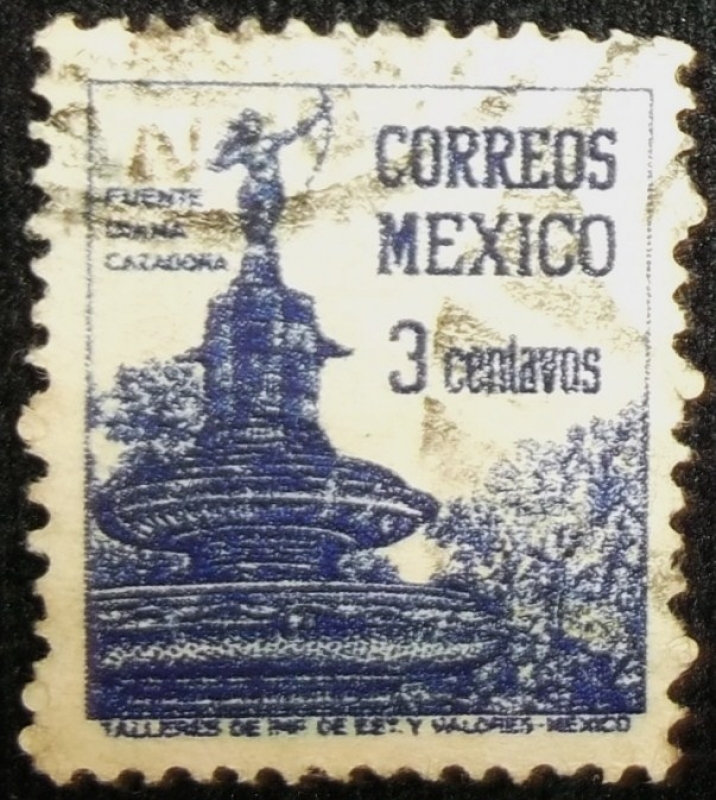 CORREOS
MEXICO
3 centavos
FUENTE
DIANA
CAZADORA
TALLERES DE IMP. DE EST. Y VALORES-MEXICO